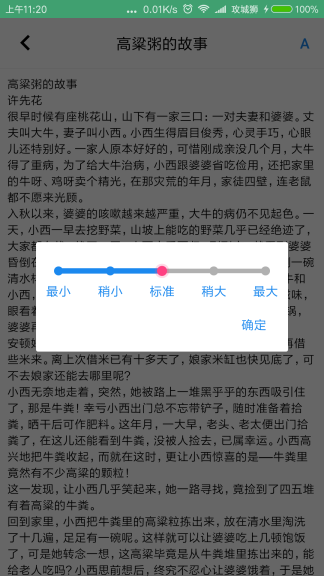 上午11:20
0.01K/s
攻城狮
100%
高粱粥的故事
A
高粱粥的故事
许先花
很早时候有座桃花山，山下有一家三口：一对夫妻和婆婆。丈
夫叫大牛，妻子叫小西。小西生得眉目俊秀，心灵手巧，心眼
儿还特别好。一家人原本好好的，可惜刚成亲没几个月，大牛
得了重病，为了给大牛治病，小西跟婆婆省吃俭用，还把家里
的牛呀、鸡呀卖个精光，在那灾荒的年月，家徒四壁，连老鼠
都不愿来光顾。
入秋以来，婆婆的咳嗽越来越严重，大牛的病仍不见起色。一
天，小西一早去挖野菜，山坡上能吃的野菜几乎已经绝迹了，
大家都
昏倒在
一碗
清水
牛和
小西，
味，
眼看着
锅，
婆婆
安顿
再借
些米来。离上次借米已有十多天了，娘家米缸也快见底了，可
不去娘家还能去哪里呢？
小西无奈地走着，突然，她被路上一堆黑乎乎的东西吸引住
了，那是牛粪！幸亏小西出门总不忘带铲子，随时准备着拾
粪，晒干后可作肥料。这年月，一大早，老头、老太便出门拾
粪了，在这儿还能看到牛粪，没被人捡去，已属幸运。小西高
兴地把牛粪收起，而就在这时，更让小西惊喜的是—牛粪里
竟然有不少高粱的颗粒！
这一发现，让小西几乎笑起来，她一路寻找，竟捡到了四五堆
有着高粱的牛粪。
回到家里，小西把牛粪里的高粱粒拣出来，放在清水里淘洗
了十几遍，足足有一碗呢。这样就可以让婆婆吃上几顿饱饭
了，可是她转念一想，这高粱毕竟是从牛粪堆里拣出来的，能
给老人吃吗？小西思前想后，终究不忍心让婆婆饿着，于是她
最小
稍小
标准
稍大
最大
确定